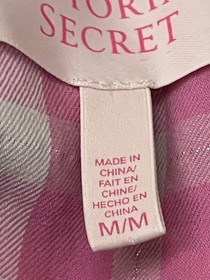 SECRET
MADE IN
CHINA/
FAIT EN
CHINE/
HECHO EN
CHINA
M/M